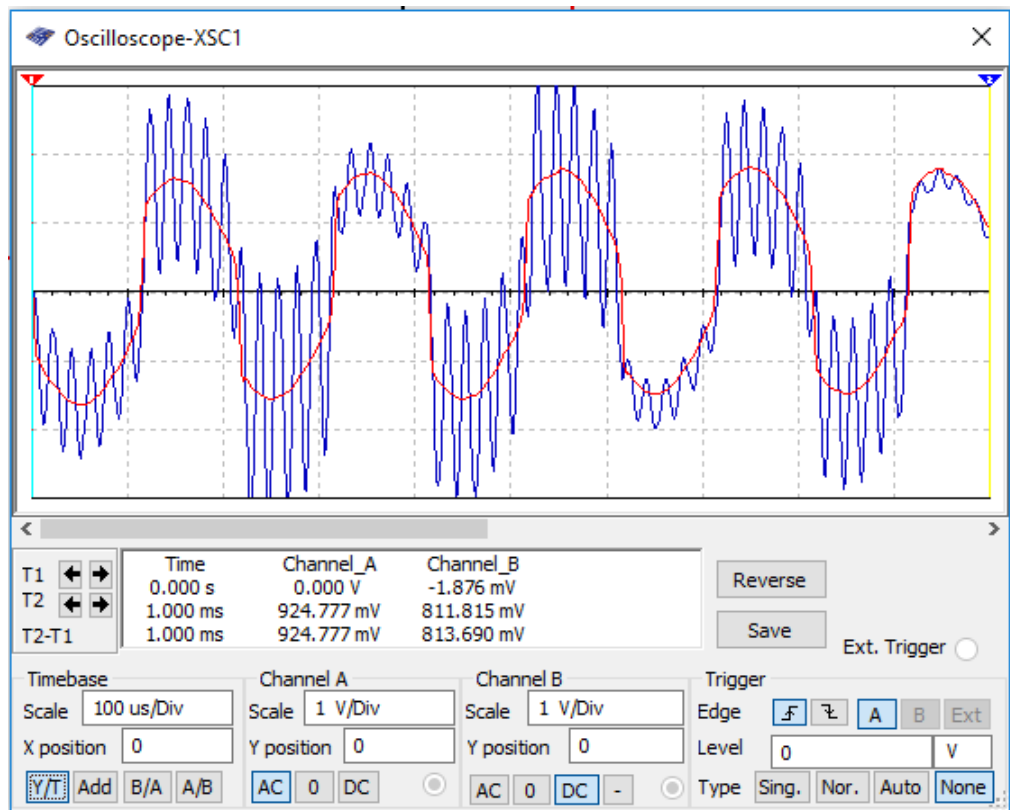 Oscilloscope-XSC1
1 2
Time Channel_A Channel_B
T1 0.000 s 0.000 V -1.876 mV
T2 1.000 ms 924.777 mV 811.815 mV
T2-T1 1.000 ms 924.777 mV 813.690 mV
Reverse
Save
Ext. Trigger
Timebase
Scale 100 us/Div
X position 0
Y/T Add B/A A/B
Channel A
Scale 1 V/Div
Y position 0
AC 0 DC
Channel B
Scale 1 V/Div
Y position 0
AC 0 DC -
Trigger
Edge A B Ext
Level 0 V
Type Sing. Nor. Auto None